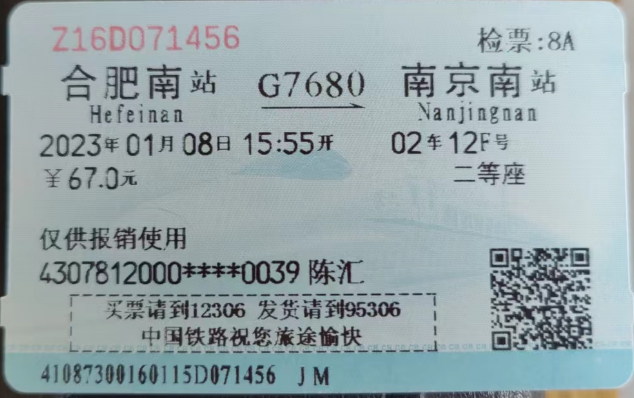 Z16D071456 检票:8A
合肥南站 G7680 南京南站
Hefeinan Nanjingnan
2023年01月08日 15:55开 02车12F号
￥67.0元 二等座
仅供报销使用
4307812000****0039 陈汇
买票请到12306 发货请到95306
中国铁路祝您旅途愉快
41087300160115D071456 JM